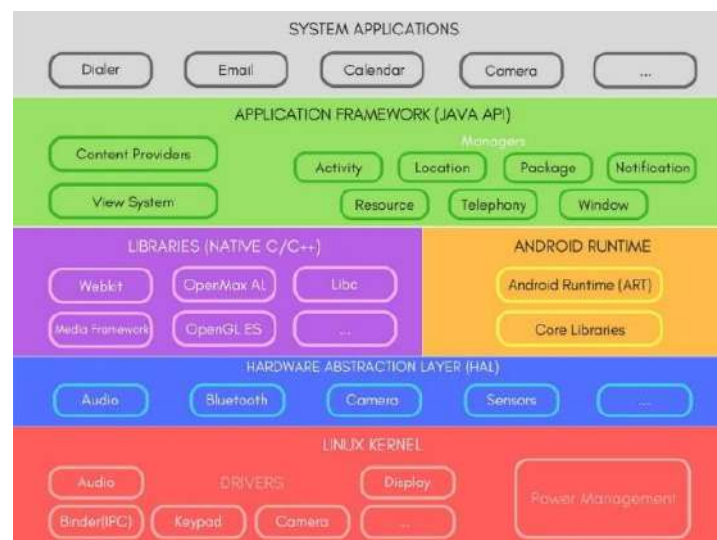 SYSTEM APPLICATIONS
Dialer Email Calendar Camera ...
APPLICATION FRAMEWORK (JAVA API)
Managers
Content Providers
Activity Location Package Notification
View System
Resource Telephony Window
LIBRARIES (NATIVE C/C++)
Webkit OpenMax AL Libc
Media Framework OpenGL ES ...
ANDROID RUNTIME
Android Runtime (ART)
Core Libraries
HARDWARE ABSTRACTION LAYER (HAL)
Audio Bluetooth Camera Sensors ...
LINUX KERNEL
Audio DRIVERS Display
Binder(IPC) Keypad Camera ...
Power Management